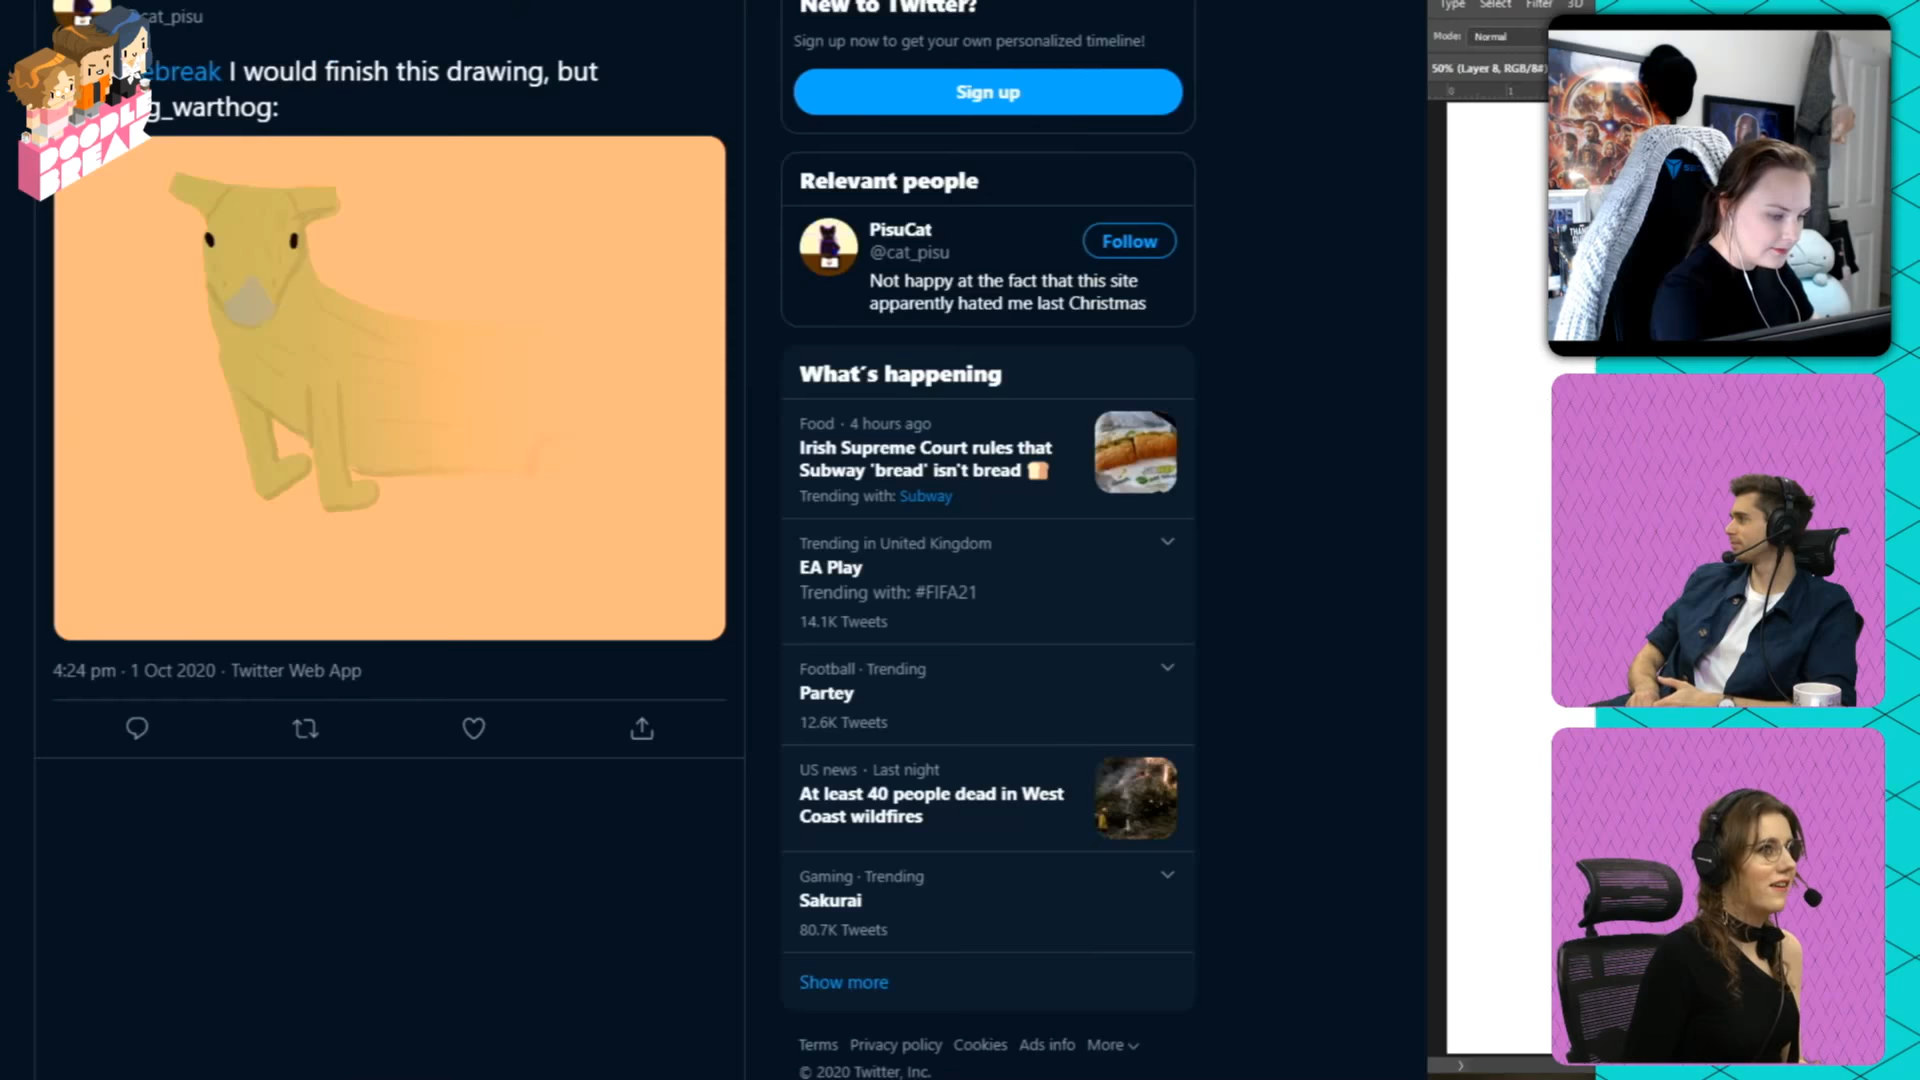 cat_pisu
ebreak I would finish this drawing, but
g_warthog:
DOODLE
BREAK
4:24 pm · 1 Oct 2020 · Twitter Web App
New to Twitter?
Sign up now to get your own personalized timeline!
Sign up
Relevant people
PisuCat
@cat_pisu
Follow
Not happy at the fact that this site
apparently hated me last Christmas
What´s happening
Food · 4 hours ago
Irish Supreme Court rules that
Subway 'bread' isn't bread
Trending with: Subway
Trending in United Kingdom
EA Play
Trending with: #FIFA21
14.1K Tweets
Football · Trending
Partey
12.6K Tweets
US news · Last night
At least 40 people dead in West
Coast wildfires
Gaming · Trending
Sakurai
80.7K Tweets
Show more
Terms Privacy policy Cookies Ads info More
© 2020 Twitter, Inc.
Type Select Filter 3D
Mode: Normal
50% (Layer 8, RGB/8#)
0 1